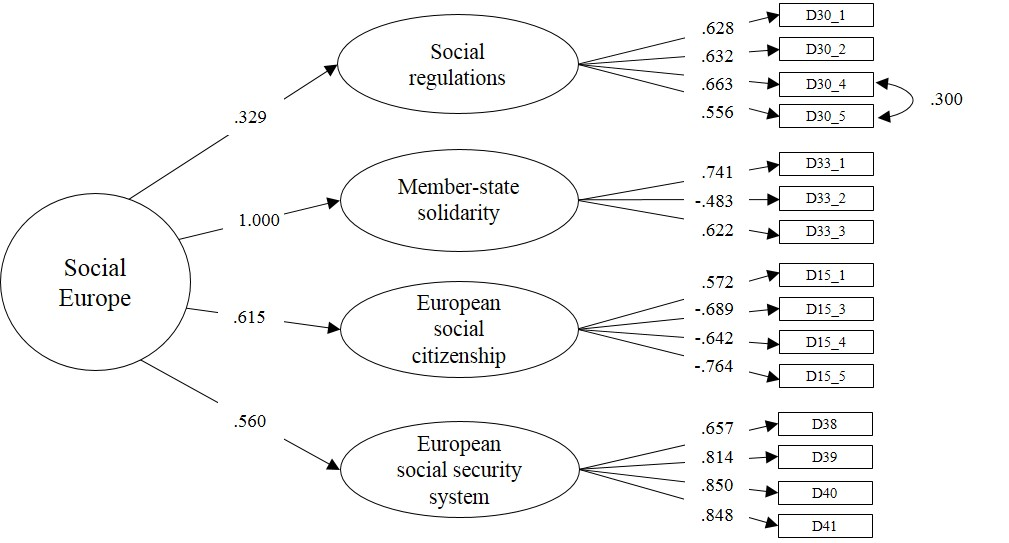 Social
Europe
.329
1.000
.615
.560
Social
regulations
.628
.632
.663
.556
D30_1
D30_2
D30_4
D30_5
.300
Member-state
solidarity
.741
-.483
.622
D33_1
D33_2
D33_3
European
social
citizenship
.572
-.689
-.642
-.764
D15_1
D15_3
D15_4
D15_5
European
social security
system
.657
.814
.850
.848
D38
D39
D40
D41